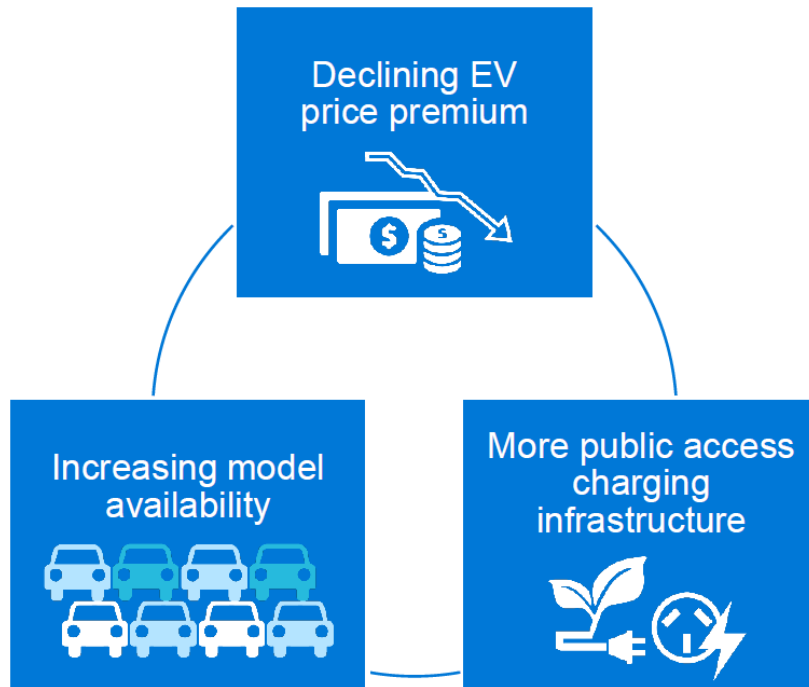 Declining EV
price premium
$
$
Increasing model
availability
More public access
charging
infrastructure